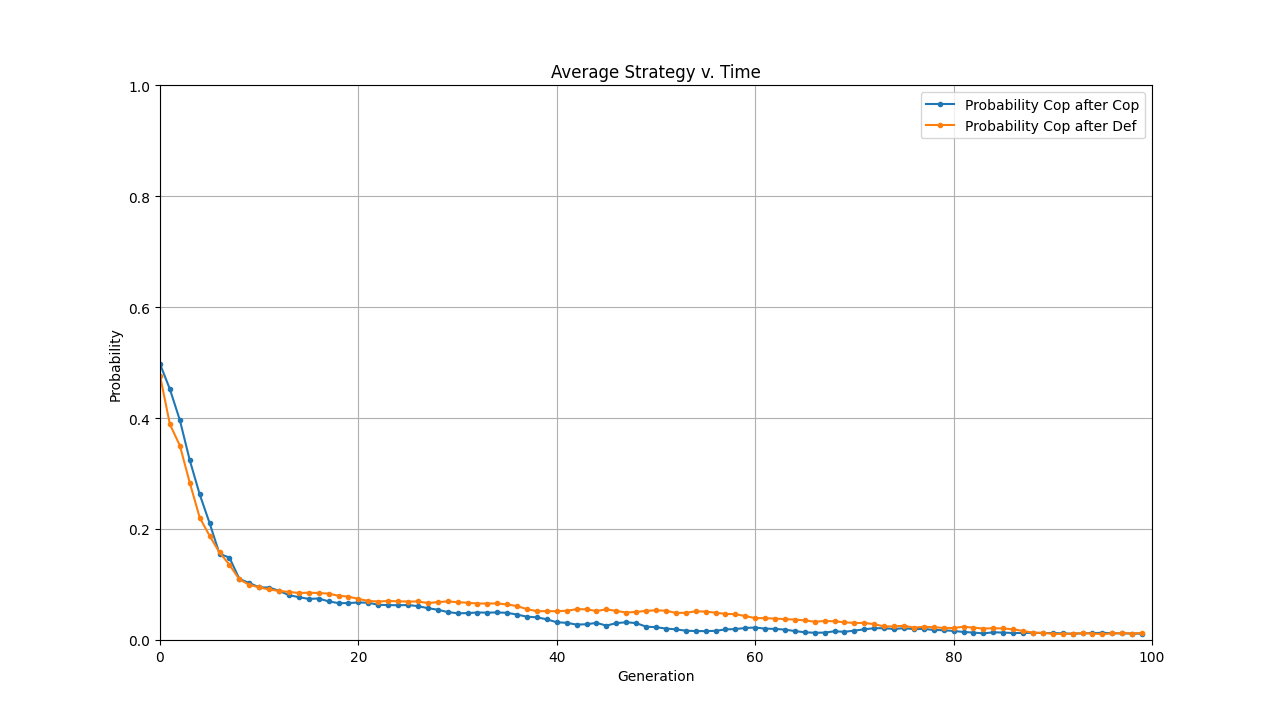 Average Strategy v. Time
Probability Cop after Cop
Probability Cop after Def
1.0
0.8
0.6
0.4
0.2
0.0
Probability
0 20 40 60 80 100
Generation